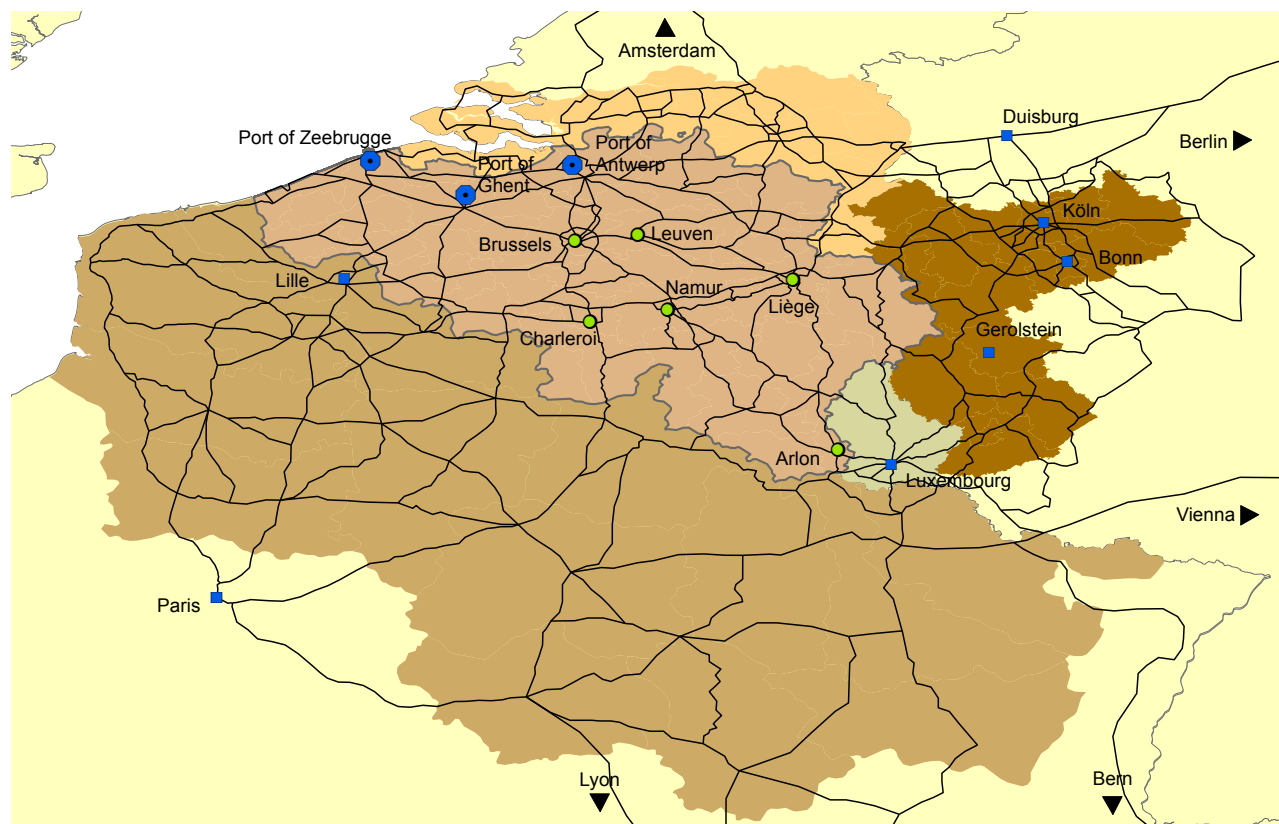 Amsterdam
Duisburg
Port of Zeebrugge
Port of
Antwerp
Berlin
Port of
Ghent
Köln
Brussels
Leuven
Bonn
Lille
Namur
Liège
Charleroi
Gerolstein
Arlon
Luxembourg
Vienna
Paris
Lyon
Bern